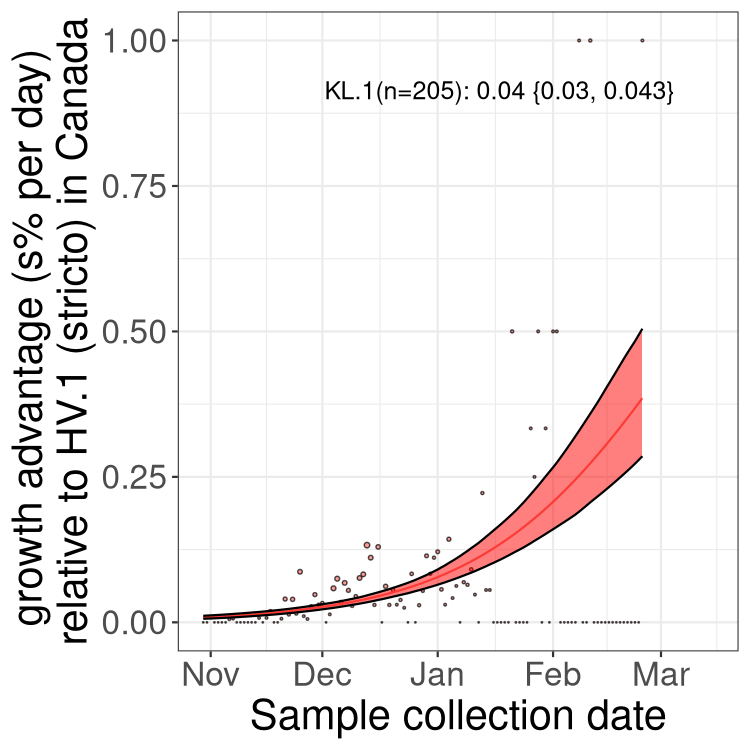 growth advantage (s% per day)
relative to HV.1 (stricto) in Canada
1.00
0.75
0.50
0.25
0.00
KL.1(n=205): 0.04 {0.03, 0.043}
Nov Dec Jan Feb Mar
Sample collection date